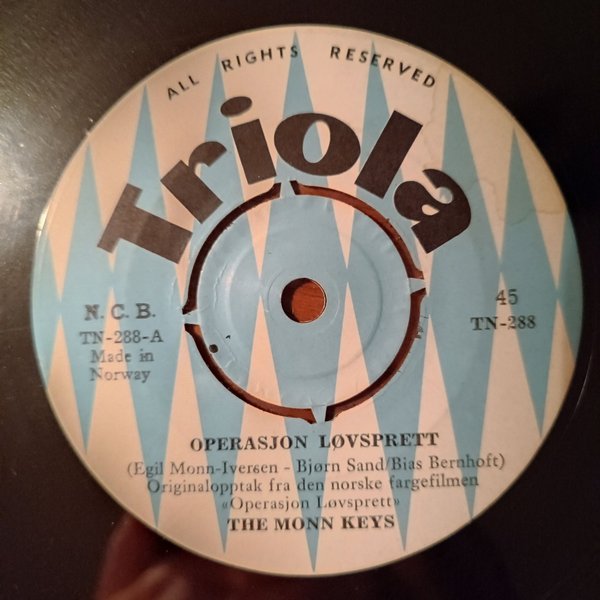 ALL RIGHTS RESERVED
Triola
N.C.B.
TN-288-A
Made in
Norway
45
TN-288
OPERASJON LØVSPRETT
(Egil Monn-Iversen - Bjørn Sand/Bias Bernhoft)
Originalopptak fra den norske fargefilmen
«Operasjon Løvsprett»
THE MONN KEYS